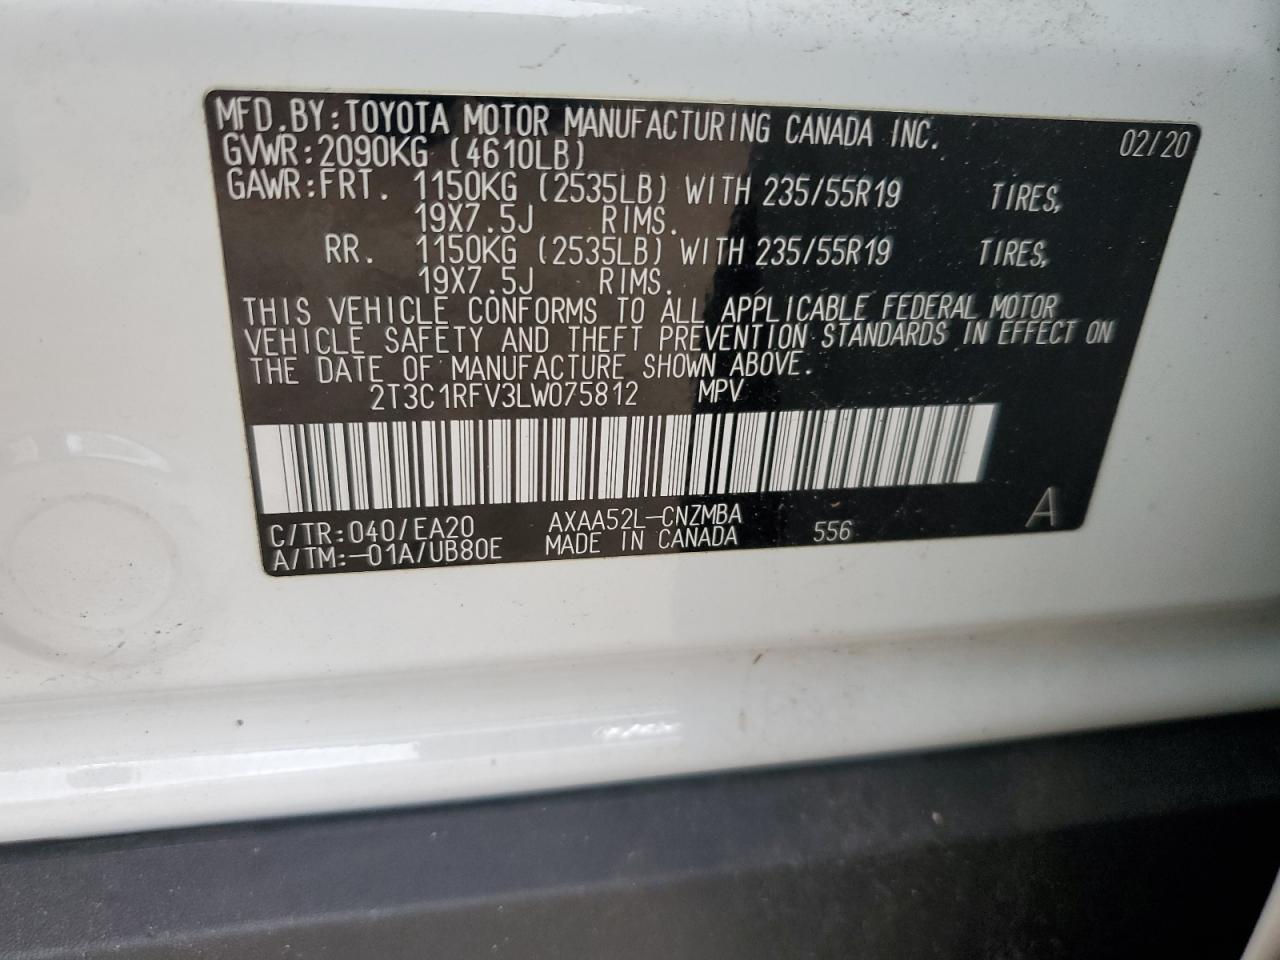 MFD.BY:TOYOTA MOTOR MANUFACTURING CANADA INC. 02/20
GVWR:2090KG (4610LB)
GAWR:FRT. 1150KG (2535LB) WITH 235/55R19 TIRES,
19X7.5J RIMS.
RR. 1150KG (2535LB) WITH 235/55R19 TIRES,
19X7.5J RIMS.
THIS VEHICLE CONFORMS TO ALL APPLICABLE FEDERAL MOTOR
VEHICLE SAFETY AND THEFT PREVENTION STANDARDS IN EFFECT ON
THE DATE OF MANUFACTURE SHOWN ABOVE.
2T3C1RFV3LW075812 MPV
C/TR:040/EA20 AXAA52L-CNZMBA 556 A
A/TM:-01A/UB80E MADE IN CANADA